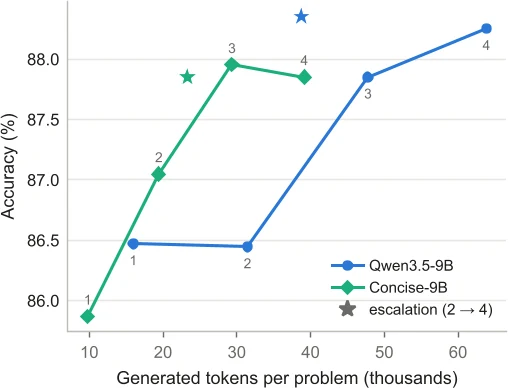 88.0
87.5
87.0
86.5
86.0
Accuracy (%)
1
2
3
4
1
2
3
4
Qwen3.5-9B
Concise-9B
escalation (2 → 4)
10 20 30 40 50 60
Generated tokens per problem (thousands)